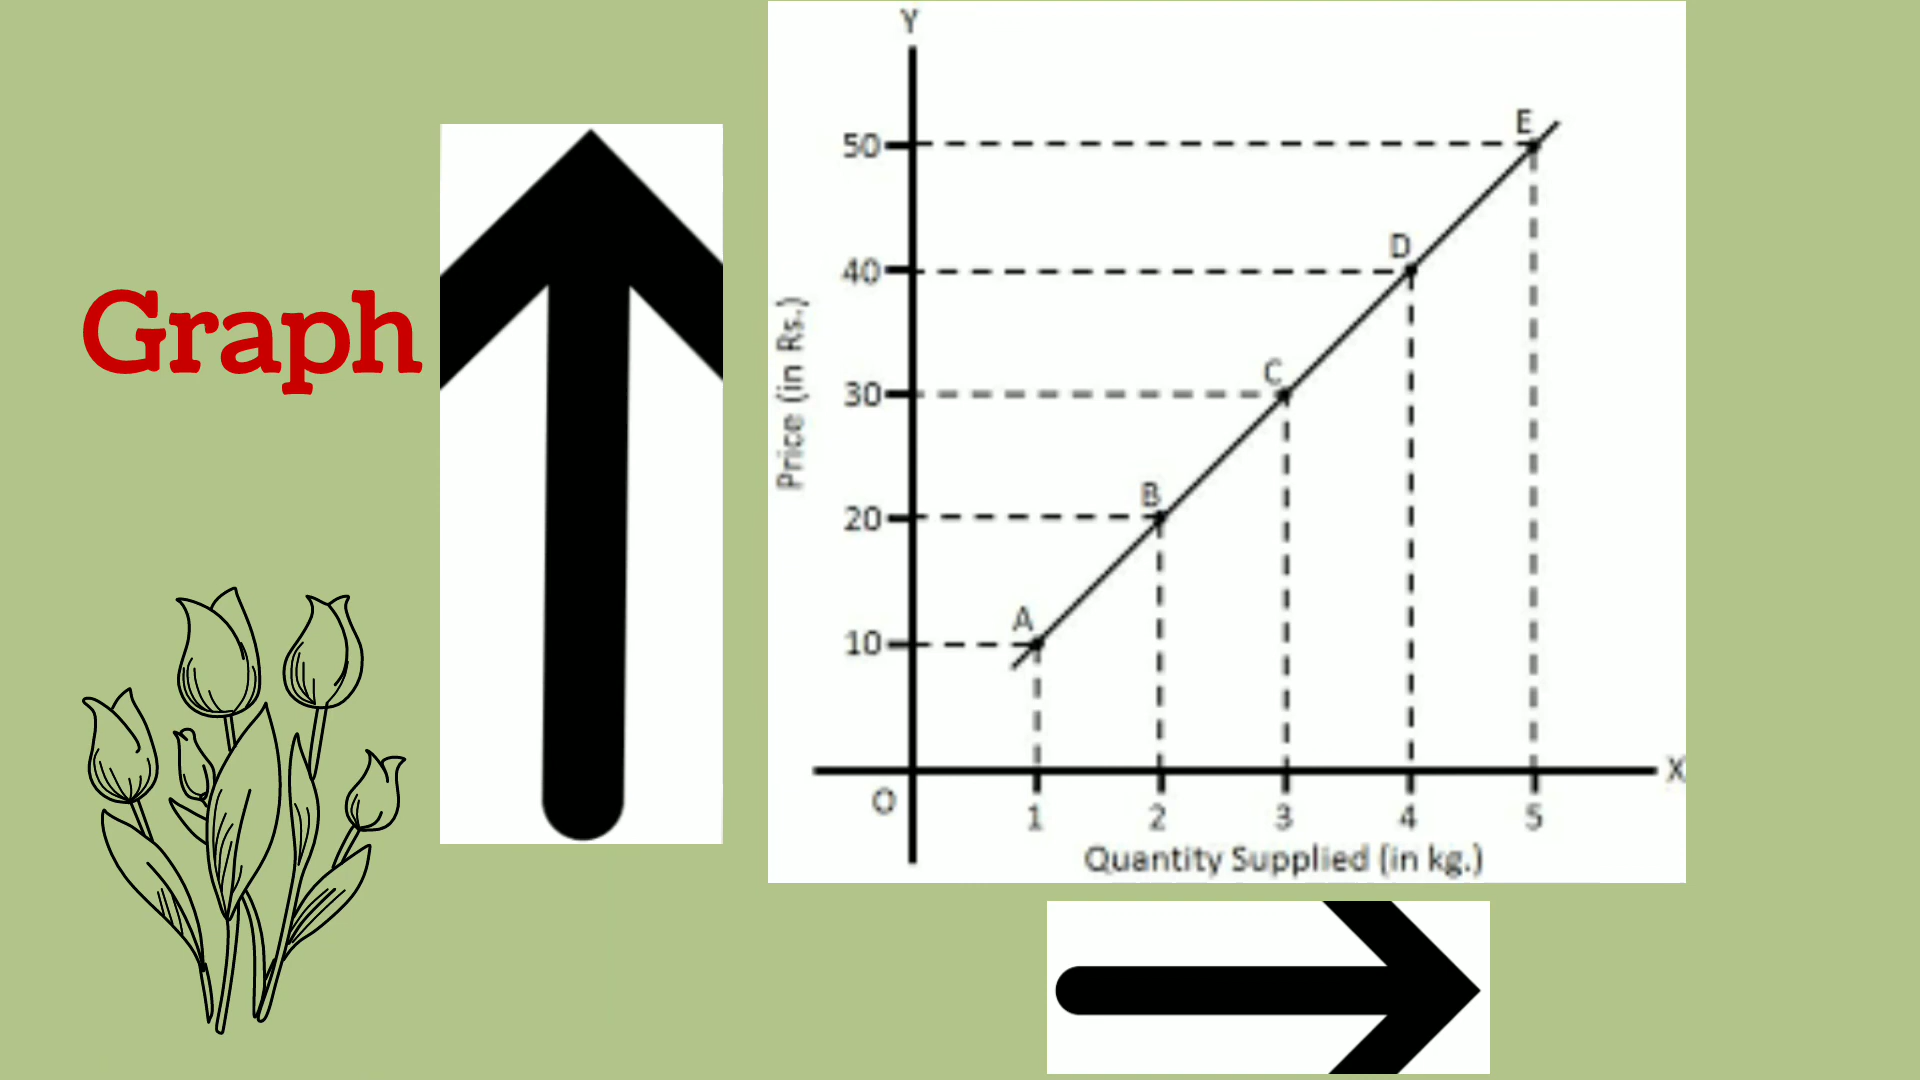 Graph
Y
50
E
40
D
Price (in Rs.)
30
C
20
B
10
A
X
O
1 2 3 4 5
Quantity Supplied (in kg.)